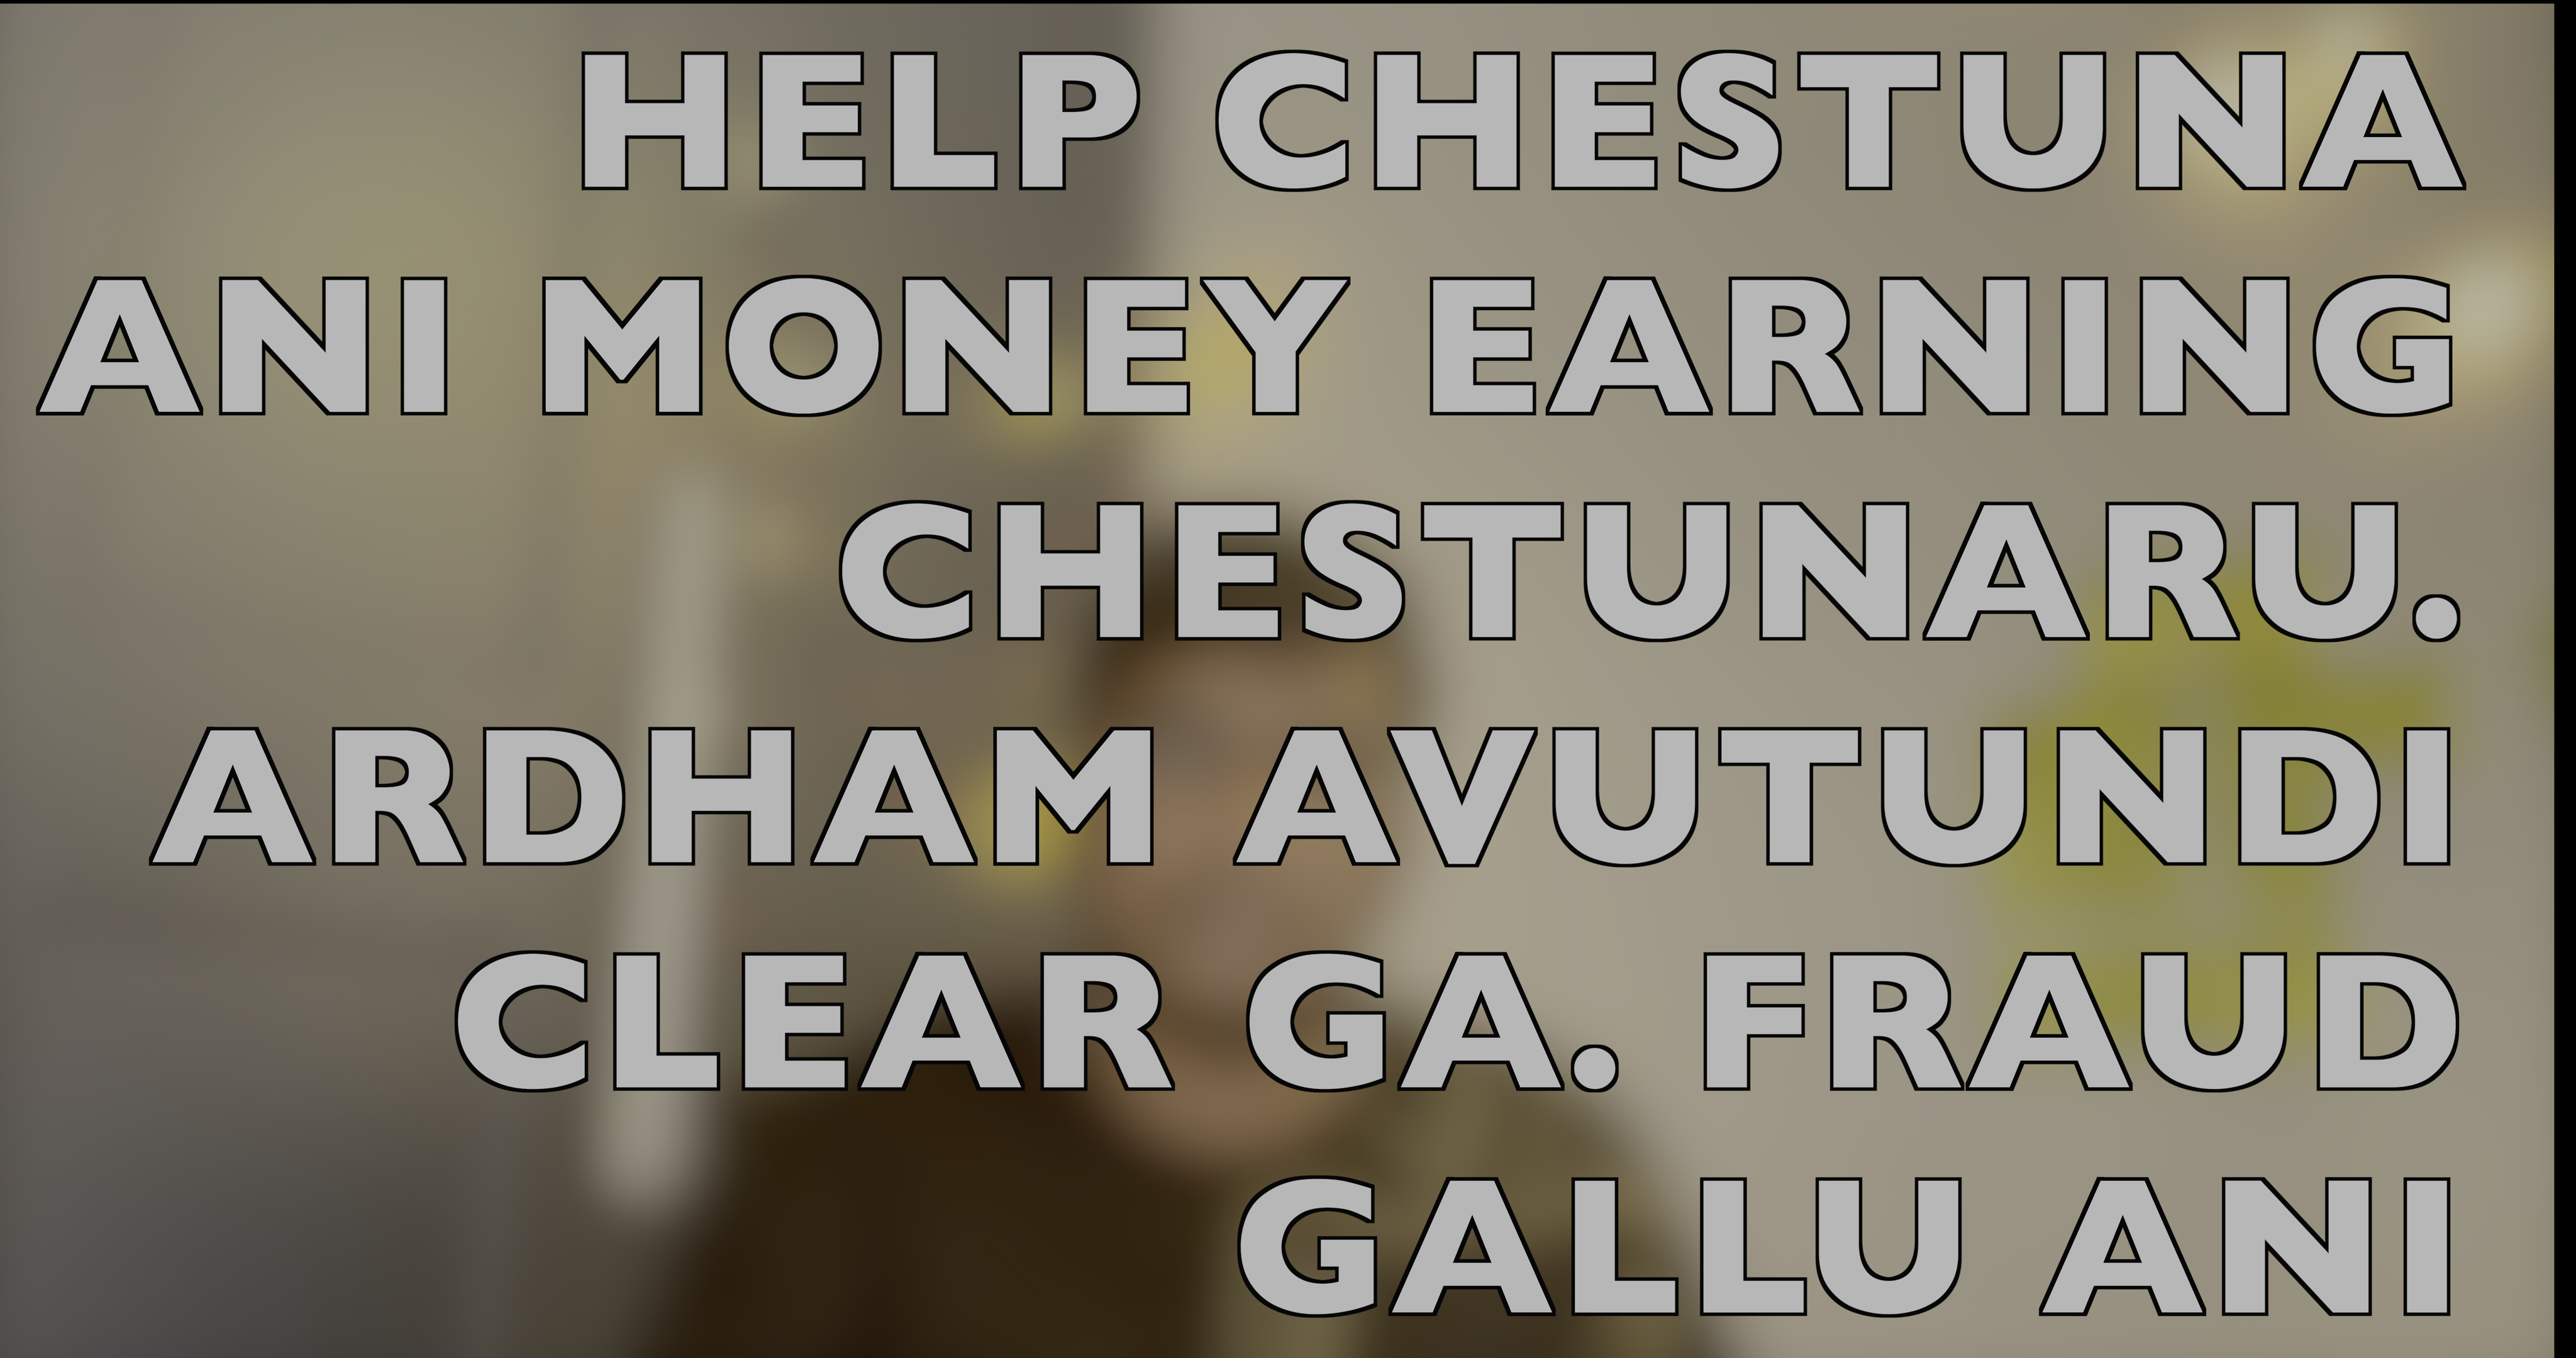 HELP CHESTUNA
ANI MONEY EARNING
CHESTUNARU.
ARDHAM AVUTUNDI
CLEAR GA. FRAUD
GALLU ANI